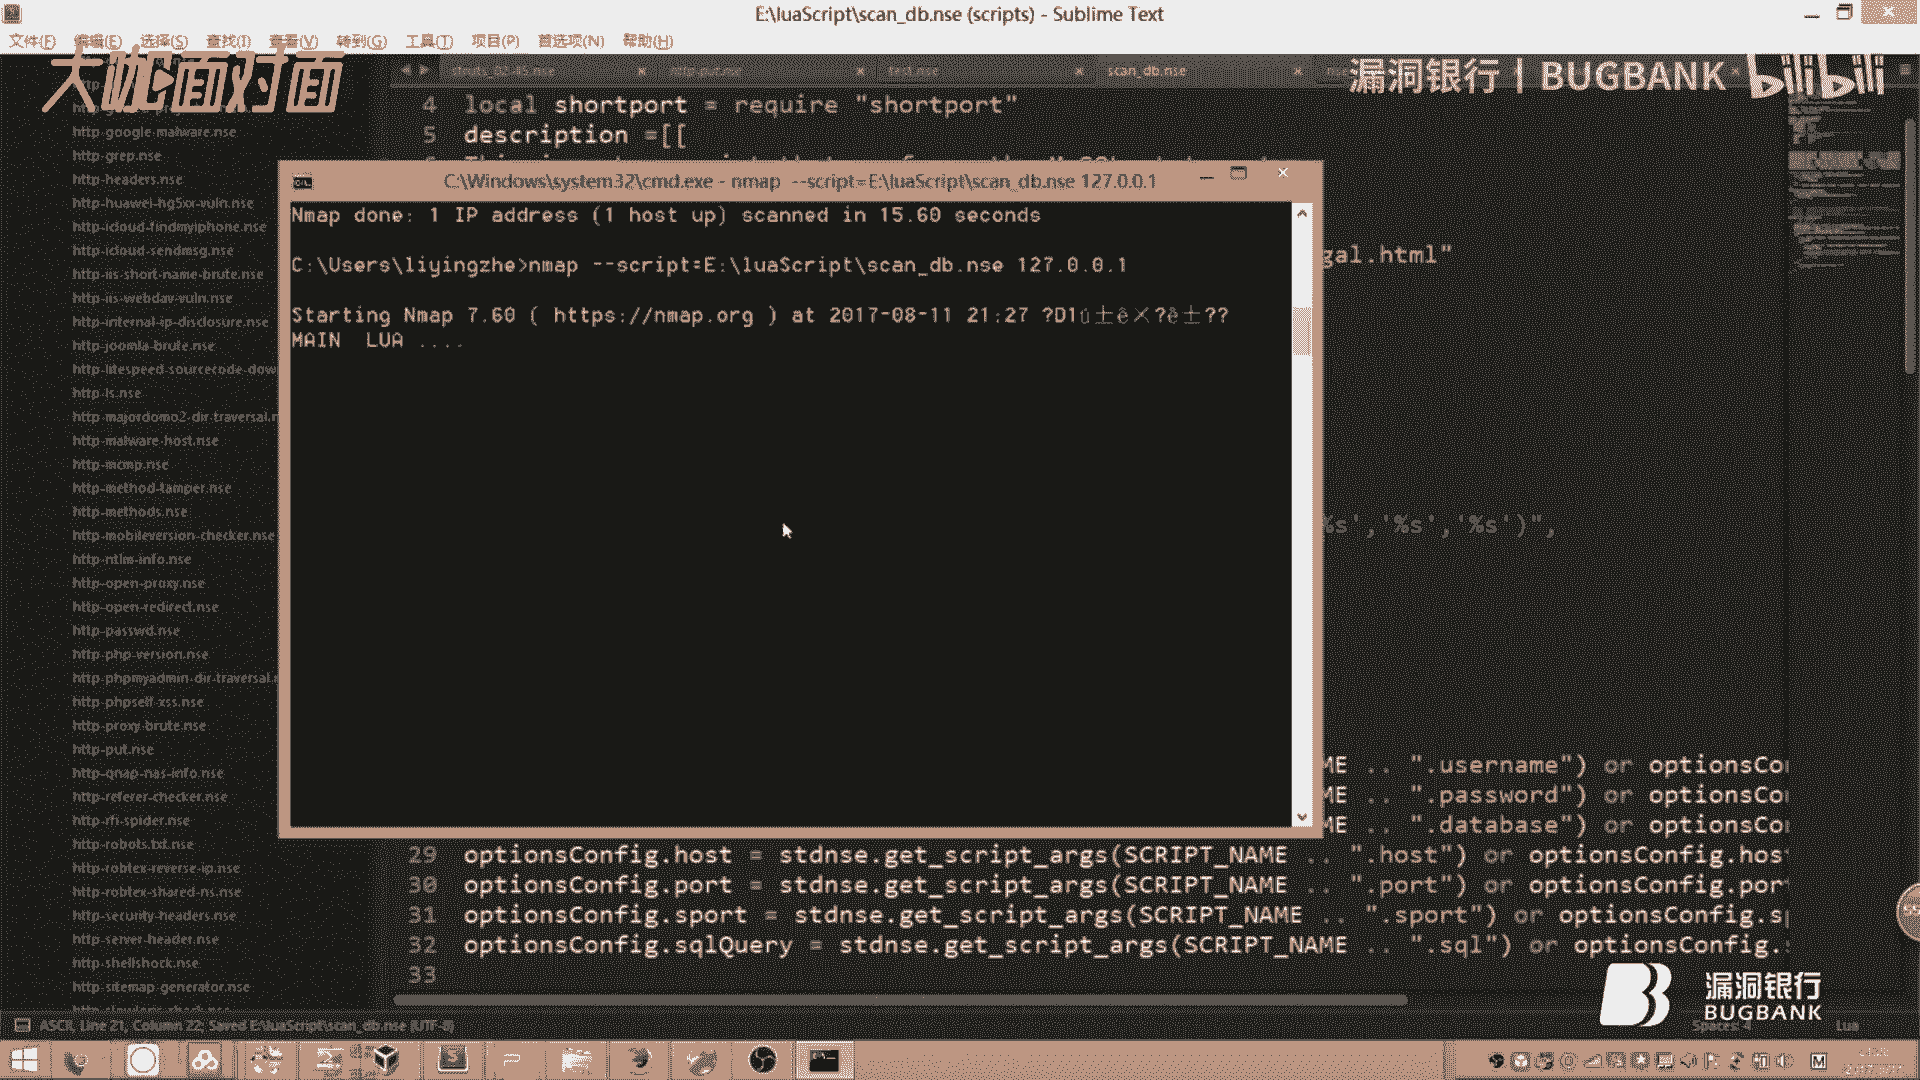 E:\luaScript\scan_db.nse (scripts) - Sublime Text
文件(F) 编辑(E) 选择(S) 查找(I) 查看(V) 转到(G) 工具(T) 项目(P) 首选项(N) 帮助(H)
大咖面对面
漏洞银行 | BUGBANK bilibili
struts_02-45.nse http-put.nse test.nse scan_db.nse
http-google-malware.nse
http-grep.nse
http-headers.nse
http-huawei-hg5xx-vuln.nse
http-icloud-findmyiphone.nse
http-icloud-sendmsg.nse
http-iis-short-name-brute.nse
http-iis-webdav-vuln.nse
http-internal-ip-disclosure.nse
http-joomla-brute.nse
http-litespeed-sourcecode-dow
http-ls.nse
http-majordomo2-dir-traversal.n
http-malware-host.nse
http-mcmp.nse
http-method-tamper.nse
http-methods.nse
http-mobileversion-checker.nse
http-ntlm-info.nse
http-open-proxy.nse
http-open-redirect.nse
http-passwd.nse
http-php-version.nse
http-phpmyadmin-dir-traversal.n
http-phpself-xss.nse
http-proxy-brute.nse
http-put.nse
http-qnap-nas-info.nse
http-referer-checker.nse
http-rfi-spider.nse
http-robots.txt.nse
http-robtex-reverse-ip.nse
http-robtex-shared-ns.nse
http-security-headers.nse
http-server-header.nse
http-shellshock.nse
http-sitemap-generator.nse
4 local shortport = require "shortport"
5 description =[[
gal.html"
%s','%s','%s')",
ME .. ".username") or optionsCo
ME .. ".password") or optionsCo
ME .. ".database") or optionsCo
29 optionsConfig.host = stdnse.get_script_args(SCRIPT_NAME .. ".host") or optionsConfig.hos
30 optionsConfig.port = stdnse.get_script_args(SCRIPT_NAME .. ".port") or optionsConfig.por
31 optionsConfig.sport = stdnse.get_script_args(SCRIPT_NAME .. ".sport") or optionsConfig.s
32 optionsConfig.sqlQuery = stdnse.get_script_args(SCRIPT_NAME .. ".sql") or optionsConfig.
33
C:\Windows\system32\cmd.exe - nmap --script=E:\luaScript\scan_db.nse 127.0.0.1
Nmap done: 1 IP address (1 host up) scanned in 15.60 seconds
C:\Users\liyingzhe>nmap --script=E:\luaScript\scan_db.nse 127.0.0.1
Starting Nmap 7.60 ( https://nmap.org ) at 2017-08-11 21:27 ?D1ú±ê×?ê±??
MAIN LUA ....
漏洞银行
BUGBANK
ASCII, Line 21, Column 22; Saved E:\luaScript\scan_db.nse (UTF-8)
Spaces: 4
Lua